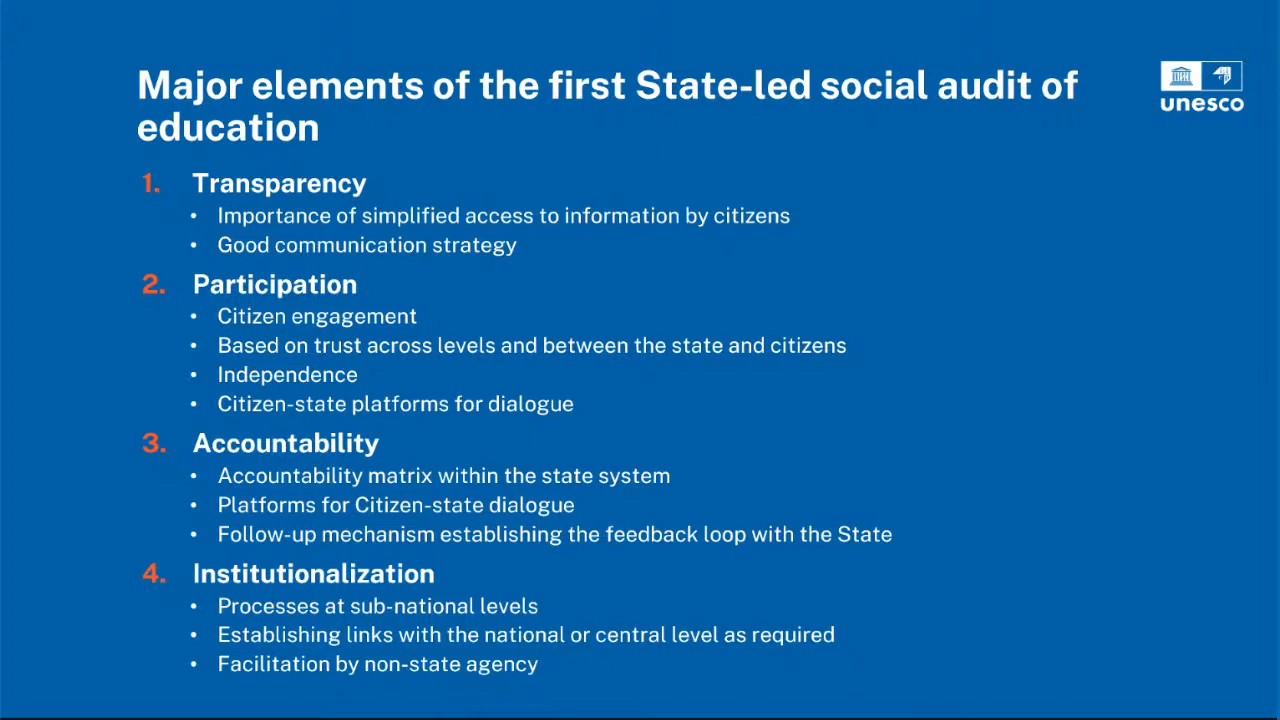 Major elements of the first State-led social audit of
education
unesco
1. Transparency
• Importance of simplified access to information by citizens
• Good communication strategy
2. Participation
• Citizen engagement
• Based on trust across levels and between the state and citizens
• Independence
• Citizen-state platforms for dialogue
3. Accountability
• Accountability matrix within the state system
• Platforms for Citizen-state dialogue
• Follow-up mechanism establishing the feedback loop with the State
4. Institutionalization
• Processes at sub-national levels
• Establishing links with the national or central level as required
• Facilitation by non-state agency